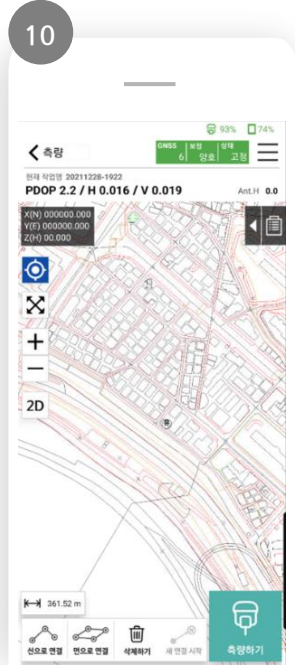 10
93% 74%
측량
GNSS 보정 상태
6 양호 고정
현재 작업명 20211228-1922
PDOP 2.2 / H 0.016 / V 0.019 Ant.H 0.0
X(N) 000000.000
Y(E) 000000.000
Z(H) 00.000
2D
361.52 m
선으로 연결 면으로 연결 삭제하기 새 연결 시작 측량하기